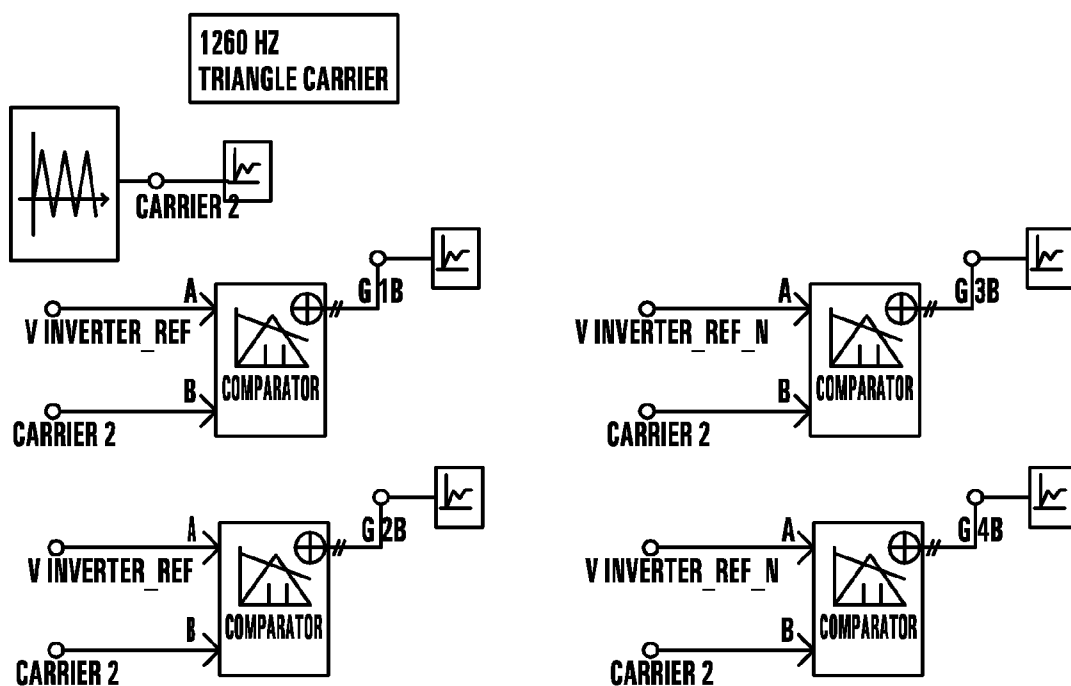 1260 HZ
TRIANGLE CARRIER
CARRIER 2
A
G 1B
V INVERTER_REF
B
COMPARATOR
CARRIER 2
A
G 3B
V INVERTER_REF_N
B
COMPARATOR
CARRIER 2
A
G 2B
V INVERTER_REF
B
COMPARATOR
CARRIER 2
A
G 4B
V INVERTER_REF_N
B
COMPARATOR
CARRIER 2